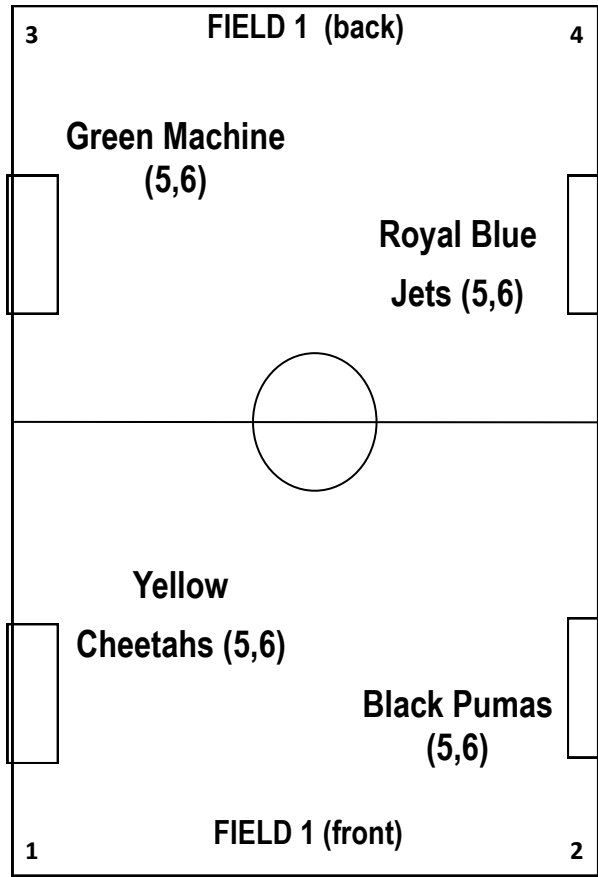 3
FIELD 1 (back)
4
Green Machine
(5,6)
Royal Blue
Jets (5,6)
Yellow
Cheetahs (5,6)
Black Pumas
(5,6)
1
FIELD 1 (front)
2